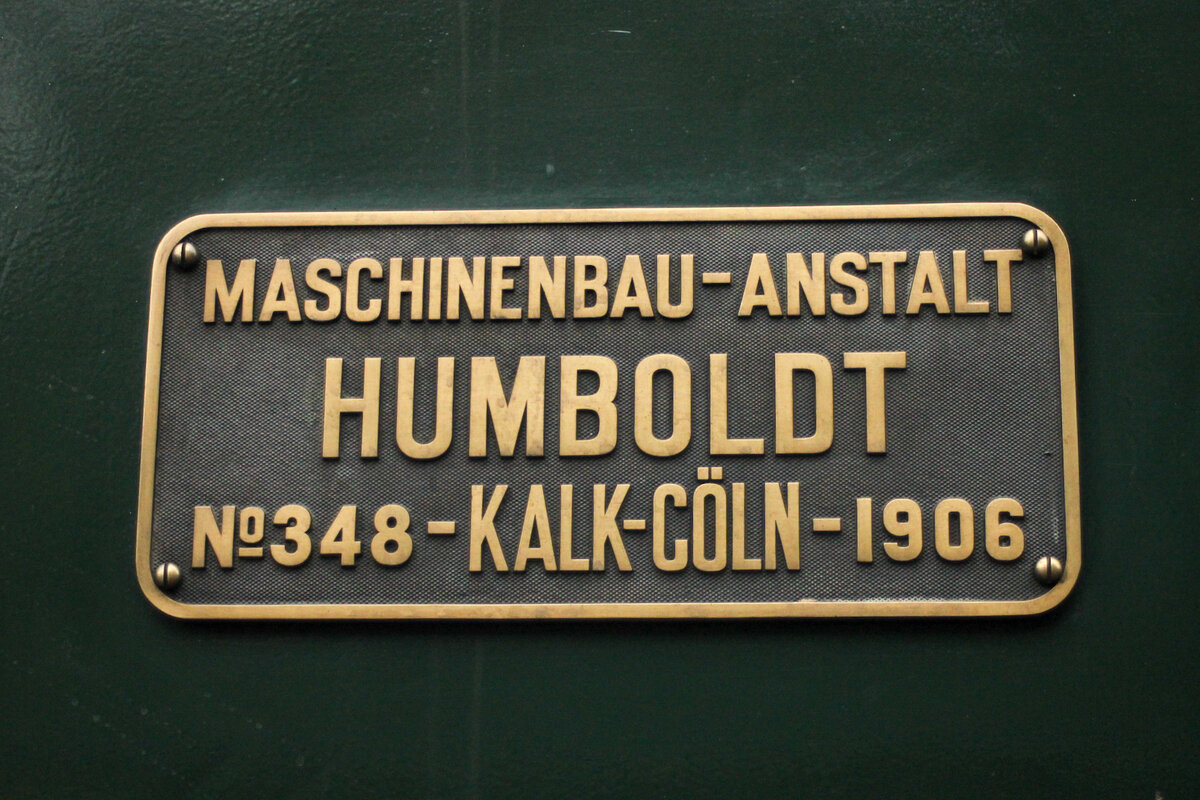 MASCHINENBAU-ANSTALT
HUMBOLDT
Nº348-KALK-CÖLN-1906